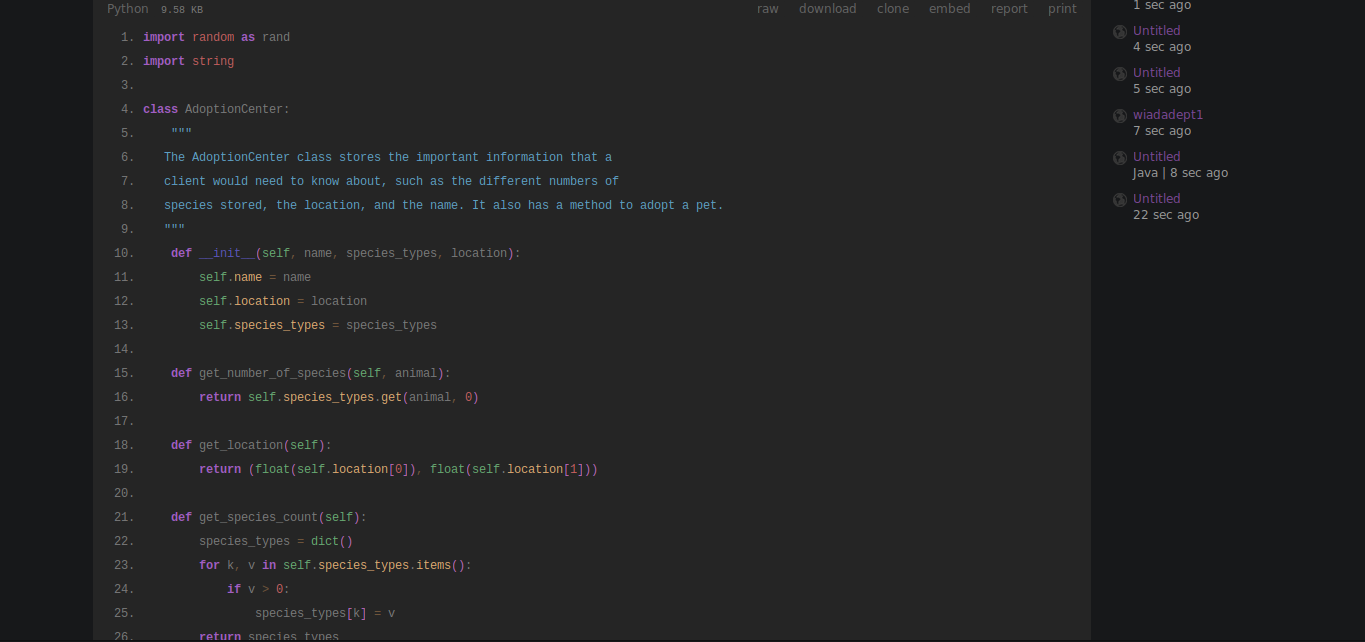 Python 9.58 KB raw download clone embed report print
1. import random as rand
2. import string
3.
4. class AdoptionCenter:
5. """
6. The AdoptionCenter class stores the important information that a
7. client would need to know about, such as the different numbers of
8. species stored, the location, and the name. It also has a method to adopt a pet.
9. """
10. def __init__(self, name, species_types, location):
11. self.name = name
12. self.location = location
13. self.species_types = species_types
14.
15. def get_number_of_species(self, animal):
16. return self.species_types.get(animal, 0)
17.
18. def get_location(self):
19. return (float(self.location[0]), float(self.location[1]))
20.
21. def get_species_count(self):
22. species_types = dict()
23. for k, v in self.species_types.items():
24. if v > 0:
25. species_types[k] = v
26. return species_types
1 sec ago
Untitled
4 sec ago
Untitled
5 sec ago
wiadadept1
7 sec ago
Untitled
Java | 8 sec ago
Untitled
22 sec ago